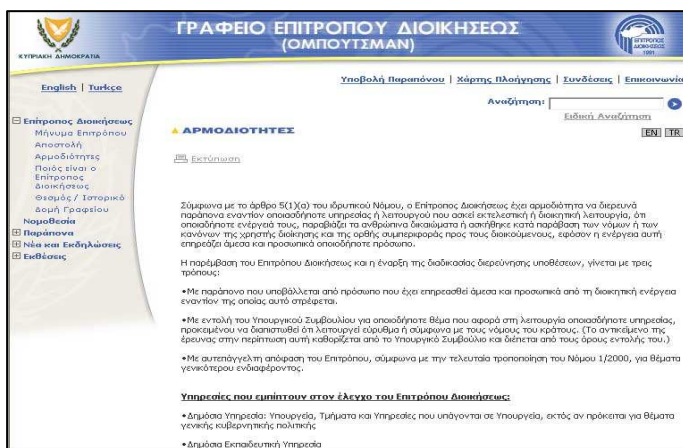 ΓΡΑΦΕΙΟ ΕΠΙΤΡΟΠΟΥ ΔΙΟΙΚΗΣΕΩΣ
(ΟΜΠΟΥΤΣΜΑΝ)
ΚΥΠΡΙΑΚΗ ΔΗΜΟΚΡΑΤΙΑ
ΕΠΙΤΡΟΠΟΣ
ΔΙΟΙΚΗΣΕΩΣ
1991
Υποβολή Παραπόνου | Χάρτης Πλοήγησης | Συνδέσεις | Επικοινωνία
English | Turkçe
Αναζήτηση:
Ειδική Αναζήτηση
EN TR
Επίτροπος Διοικήσεως
Μήνυμα Επιτρόπου
Αποστολή
Αρμοδιότητες
Ποιός είναι ο
Επίτροπος
Διοικήσεως
Θεσμός / Ιστορικό
Δομή Γραφείου
Νομοθεσία
Παράπονα
Νέα και Εκδηλώσεις
Εκθέσεις
ΑΡΜΟΔΙΟΤΗΤΕΣ
Εκτύπωση
Σύμφωνα με το άρθρο 5(1)(α) του ιδρυτικού Νόμου, ο Επίτροπος Διοικήσεως έχει αρμοδιότητα να διερευνά
παράπονα εναντίον οποιασδήποτε υπηρεσίας ή λειτουργού που ασκεί εκτελεστική ή διοικητική λειτουργία, ότι
οποιαδήποτε ενέργειά τους, παραβιάζει τα ανθρώπινα δικαιώματα ή ασκήθηκε κατά παράβαση των νόμων ή των
κανόνων της χρηστής διοίκησης και της ορθής συμπεριφοράς προς τους διοικούμενους, εφόσον η ενέργεια αυτή
επηρεάζει άμεσα και προσωπικά οποιοδήποτε πρόσωπο.
Η παρέμβαση του Επιτρόπου Διοικήσεως και η έναρξη της διαδικασίας διερεύνησης υποθέσεων, γίνεται με τρεις
τρόπους:
•Με παράπονο που υποβάλλεται από πρόσωπο που έχει επηρεασθεί άμεσα και προσωπικά από τη διοικητική ενέργεια
εναντίον της οποίας αυτό στρέφεται.
•Με εντολή του Υπουργικού Συμβουλίου για οποιοδήποτε θέμα που αφορά στη λειτουργία οποιασδήποτε υπηρεσίας,
προκειμένου να διαπιστωθεί ότι λειτουργεί εύρυθμα ή σύμφωνα με τους νόμους του κράτους. (Το αντικείμενο της
έρευνας στην περίπτωση αυτή καθορίζεται από το Υπουργικό Συμβούλιο και διέπεται από τους όρους εντολής του.)
•Με αυτεπάγγελτη απόφαση του Επιτρόπου, σύμφωνα με την τελευταία τροποποίηση του Νόμου 1/2000, για θέματα
γενικότερου ενδιαφέροντος.
Υπηρεσίες που εμπίπτουν στον έλεγχο του Επιτρόπου Διοικήσεως:
•Δημόσια Υπηρεσία: Υπουργεία, Τμήματα και Υπηρεσίες που υπάγονται σε Υπουργεία, εκτός αν πρόκειται για θέματα
γενικής κυβερνητικής πολιτικής
•Δημόσια Εκπαιδευτική Υπηρεσία